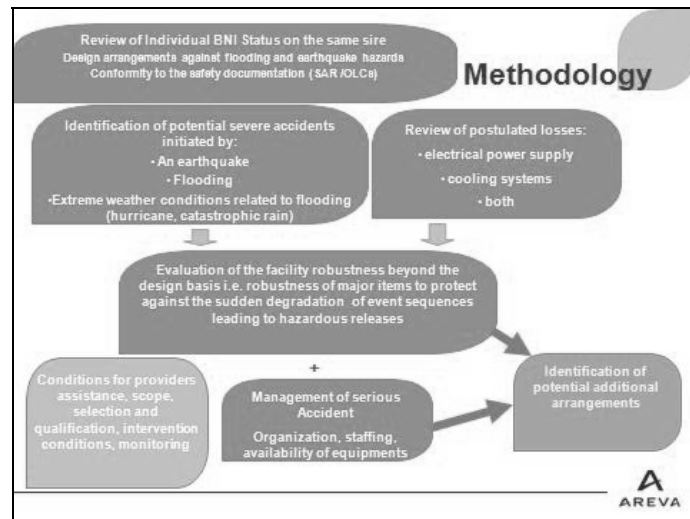 Review of Individual BNI Status on the same sire
Design arrangements against flooding and earthquake hazards
Conformity to the safety documentation (SAR /OLCs)
Methodology
Identification of potential severe accidents
initiated by:
•An earthquake
•Flooding
•Extreme weather conditions related to flooding
(hurricane, catastrophic rain)
Review of postulated losses:
•electrical power supply
•cooling systems
•both
Evaluation of the facility robustness beyond the
design basis i.e. robustness of major items to protect
against the sudden degradation of event sequences
leading to hazardous releases
Conditions for providers
assistance, scope,
selection and
qualification, intervention
conditions, monitoring
+
Management of serious
Accident
Organization, staffing,
availability of equipments
Identification of
potential additional
arrangements
AREVA